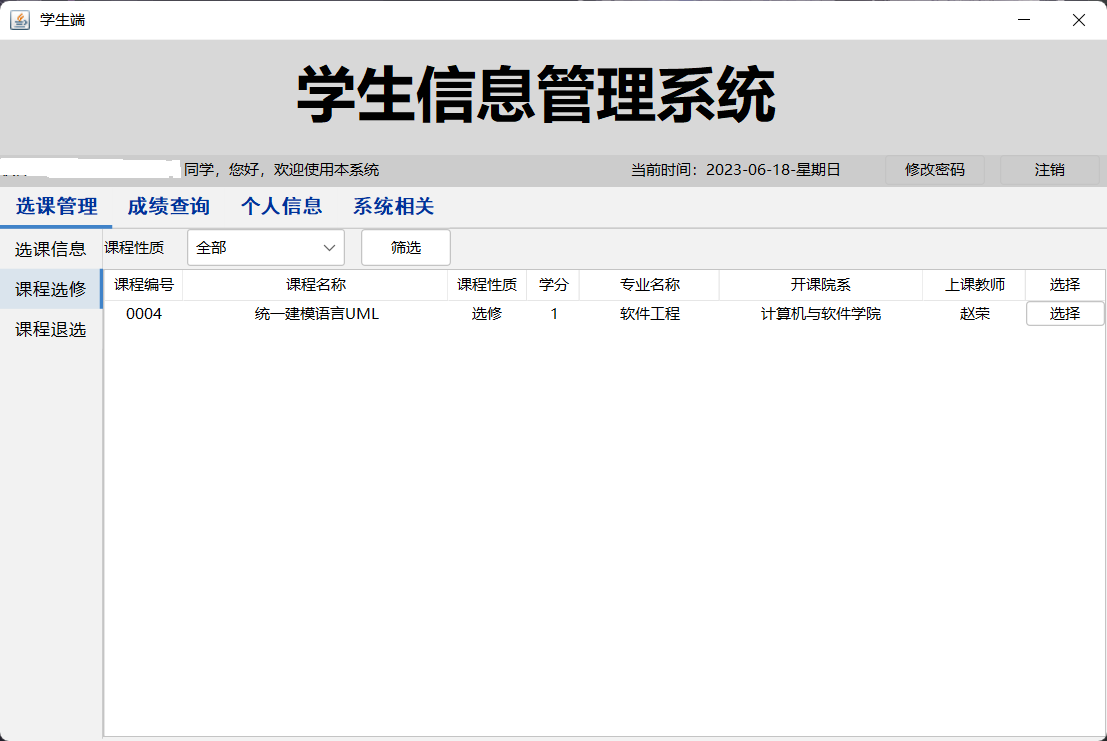 学生端
学生信息管理系统
同学，您好，欢迎使用本系统 当前时间：2023-06-18-星期日 修改密码 注销
选课管理 成绩查询 个人信息 系统相关
选课信息 课程性质 全部 筛选
课程选修 课程编号 课程名称 课程性质 学分 专业名称 开课院系 上课教师 选择
0004 统一建模语言UML 选修 1 软件工程 计算机与软件学院 赵荣 选择
课程退选